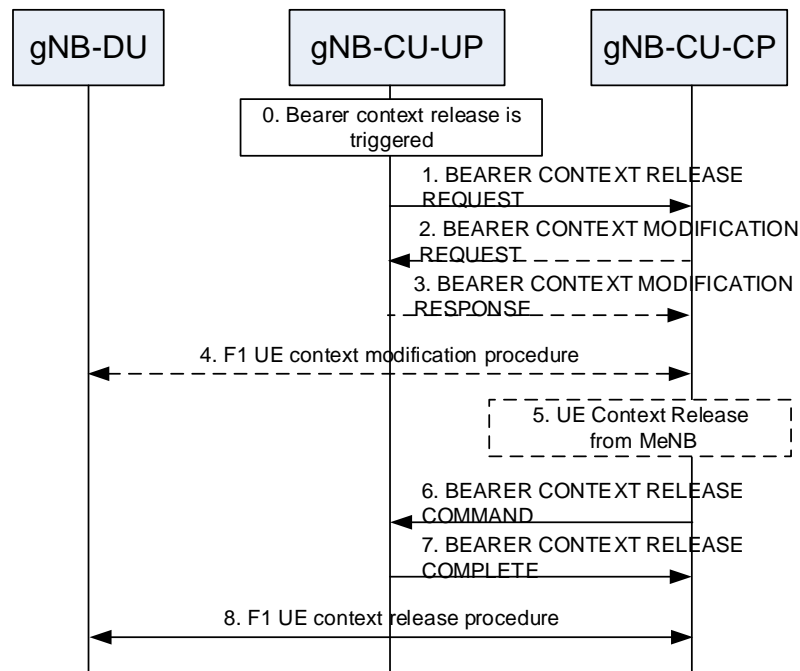 gNB-DU
gNB-CU-UP
gNB-CU-CP
0. Bearer context release is
triggered
1. BEARER CONTEXT RELEASE
REQUEST
2. BEARER CONTEXT MODIFICATION
REQUEST
3. BEARER CONTEXT MODIFICATION
RESPONSE
4. F1 UE context modification procedure
5. UE Context Release
from MeNB
6. BEARER CONTEXT RELEASE
COMMAND
7. BEARER CONTEXT RELEASE
COMPLETE
8. F1 UE context release procedure